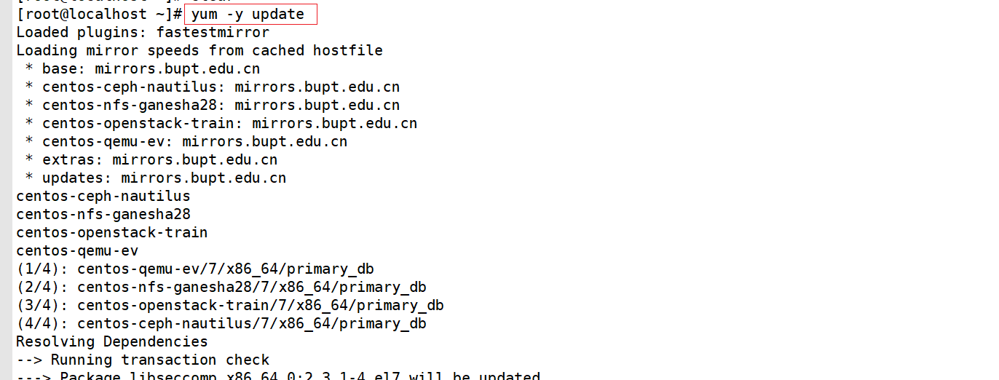 [root@localhost ~]# clear
[root@localhost ~]# yum -y update
Loaded plugins: fastestmirror
Loading mirror speeds from cached hostfile
 * base: mirrors.bupt.edu.cn
 * centos-ceph-nautilus: mirrors.bupt.edu.cn
 * centos-nfs-ganesha28: mirrors.bupt.edu.cn
 * centos-openstack-train: mirrors.bupt.edu.cn
 * centos-qemu-ev: mirrors.bupt.edu.cn
 * extras: mirrors.bupt.edu.cn
 * updates: mirrors.bupt.edu.cn
centos-ceph-nautilus
centos-nfs-ganesha28
centos-openstack-train
centos-qemu-ev
(1/4): centos-qemu-ev/7/x86_64/primary_db
(2/4): centos-nfs-ganesha28/7/x86_64/primary_db
(3/4): centos-openstack-train/7/x86_64/primary_db
(4/4): centos-ceph-nautilus/7/x86_64/primary_db
Resolving Dependencies
--> Running transaction check
---> Package libseccomp.x86_64 0:2.3.1-4.el7 will be updated